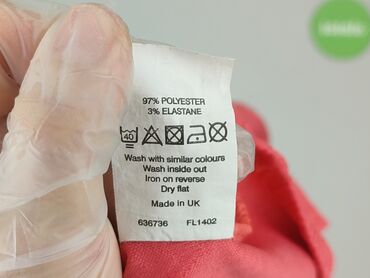 97% POLYESTER
3% ELASTANE
40
Wash with similar colours
Wash inside out
Iron on reverse
Dry flat
Made in UK
636736 FL1402